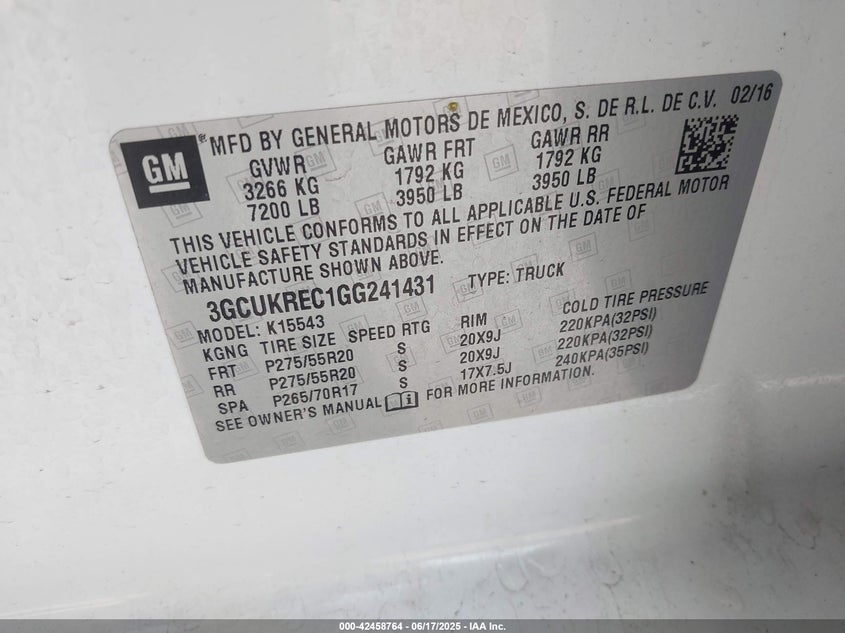 GM ® MFD BY GENERAL MOTORS DE MEXICO, S. DE R.L. DE C.V. 02/16
GVWR GAWR FRT GAWR RR
3266 KG 1792 KG 1792 KG
7200 LB 3950 LB 3950 LB
THIS VEHICLE CONFORMS TO ALL APPLICABLE U.S. FEDERAL MOTOR
VEHICLE SAFETY STANDARDS IN EFFECT ON THE DATE OF
MANUFACTURE SHOWN ABOVE.
3GCUKREC1GG241431 TYPE: TRUCK
MODEL: K15543
KGNG TIRE SIZE SPEED RTG RIM COLD TIRE PRESSURE
FRT P275/55R20 S 20X9J 220KPA(32PSI)
RR P275/55R20 S 20X9J 220KPA(32PSI)
SPA P265/70R17 S 17X7.5J 240KPA(35PSI)
SEE OWNER'S MANUAL FOR MORE INFORMATION.
000-42458764 - 06/17/2025 - IAA Inc.